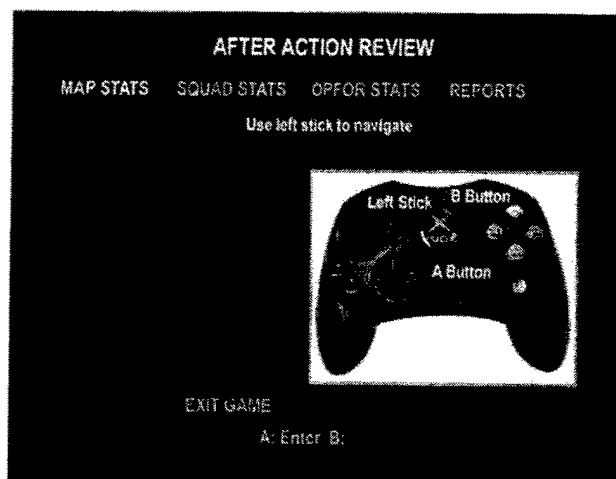 AFTER ACTION REVIEW
MAP STATS SQUAD STATS OPFOR STATS REPORTS
Use left stick to navigate
Left Stick B Button
A Button
EXIT GAME
A: Enter B: